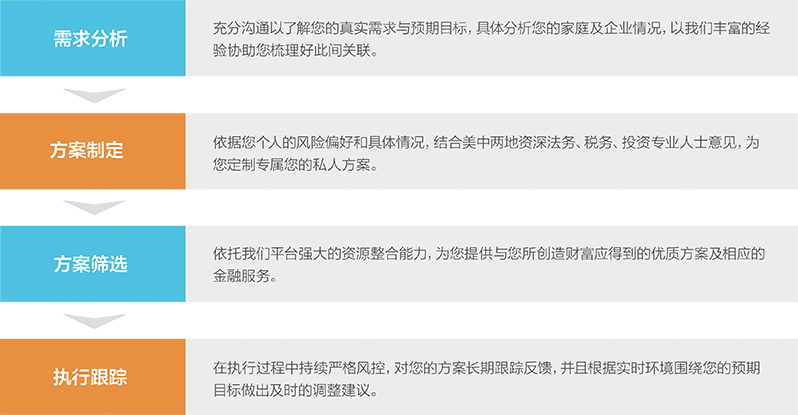 需求分析
充分沟通以了解您的真实需求与预期目标，具体分析您的家庭及企业情况，以我们丰富的经
验协助您梳理好此间关联。
方案制定
依据您个人的风险偏好和具体情况，结合美中两地资深法务、税务、投资专业人士意见，为
您定制专属您的私人方案。
方案筛选
依托我们平台强大的资源整合能力，为您提供与您所创造财富应得到的优质方案及相应的
金融服务。
执行跟踪
在执行过程中持续严格风控，对您的方案长期跟踪反馈，并且根据实时环境围绕您的预期
目标做出及时的调整建议。